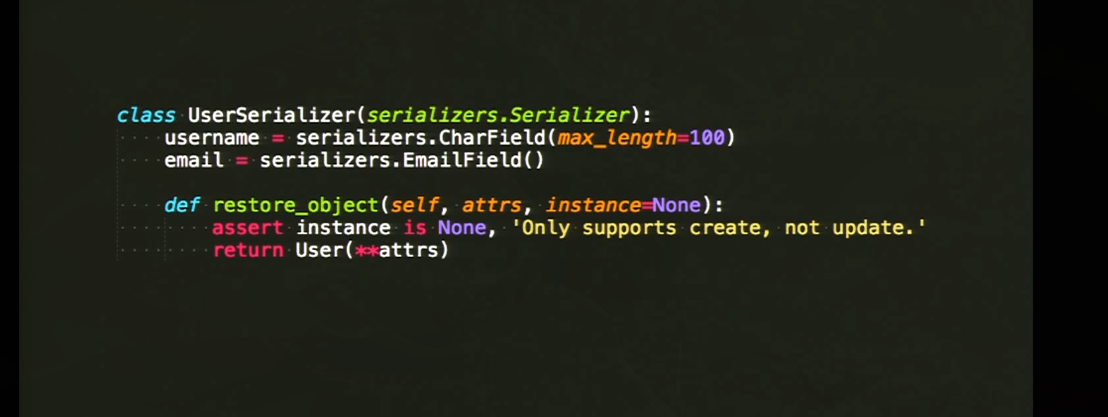 class UserSerializer(serializers.Serializer):
    username = serializers.CharField(max_length=100)
    email = serializers.EmailField()

    def restore_object(self, attrs, instance=None):
        assert instance is None, 'Only supports create, not update.'
        return User(**attrs)